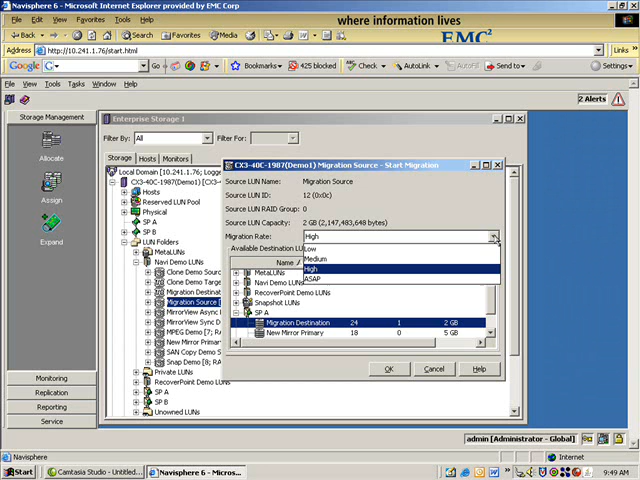 Navisphere 6 - Microsoft Internet Explorer provided by EMC Corp
File Edit View Favorites Tools Help
where information lives
Back Search Favorites Media
EMC²
Address http://10.241.1.76/start.html Links
Google Go Bookmarks 425 blocked Check AutoLink AutoFill Send to Settings
File View Tasks Tools Window Help
2 Alerts
Storage Management
Allocate
Assign
Expand
Monitoring
Replication
Reporting
Service
Enterprise Storage 1
Filter By: All Filter For:
Storage Hosts Monitors
Local Domain [10.241.1.76
CX3-40C-1987(Demo1) [CX3-4
Hosts
Reserved LUN Pool
Physical
SP A
SP B
LUN Folders
MetaLUNs
Navi Demo LUNs
Clone Demo Sourc
Clone Demo Target
Migration Destinat
Migration Source [
MirrorView Async D
MirrorView Sync D
MPEG Demo [7; RA
SAN Copy Demo S
Snap Demo [8; RA
Private LUNs
RecoverPoint Demo LUNs
SP A
SP B
Unowned LUNs
CX3-40C-1987(Demo1) Migration Source - Start Migration
Source LUN Name: Migration Source
Source LUN ID: 12 (0x0c)
Source LUN RAID Group: 0
Source LUN Capacity: 2 GB (2,147,483,648 bytes)
Migration Rate: High
Low
Medium
High
ASAP
Available Destination LU
Name
MetaLUNs
Navi Demo LUNs
RecoverPoint Demo LUNs
Snapshot LUNs
SP A
Migration Destination 24 1 2 GB
New Mirror Primary 18 0 5 GB
OK Cancel Help
admin [Administrator - Global]
Navisphere Internet
Start Camtasia Studio - Untitled... Navisphere 6 - Micros... 9:49 AM